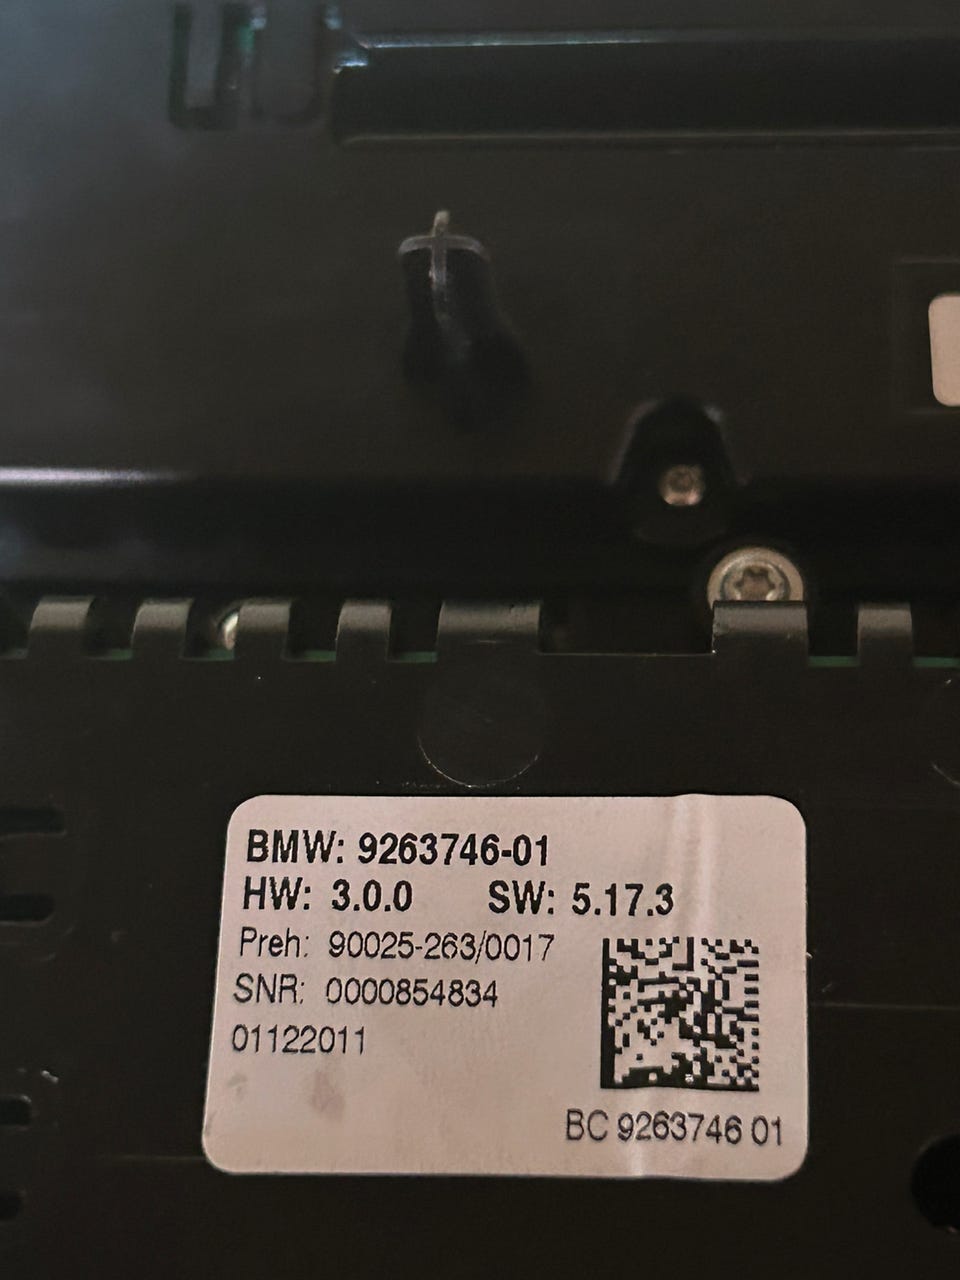 BMW: 9263746-01
HW: 3.0.0 SW: 5.17.3
Preh: 90025-263/0017
SNR: 0000854834
01122011
BC 9263746 01